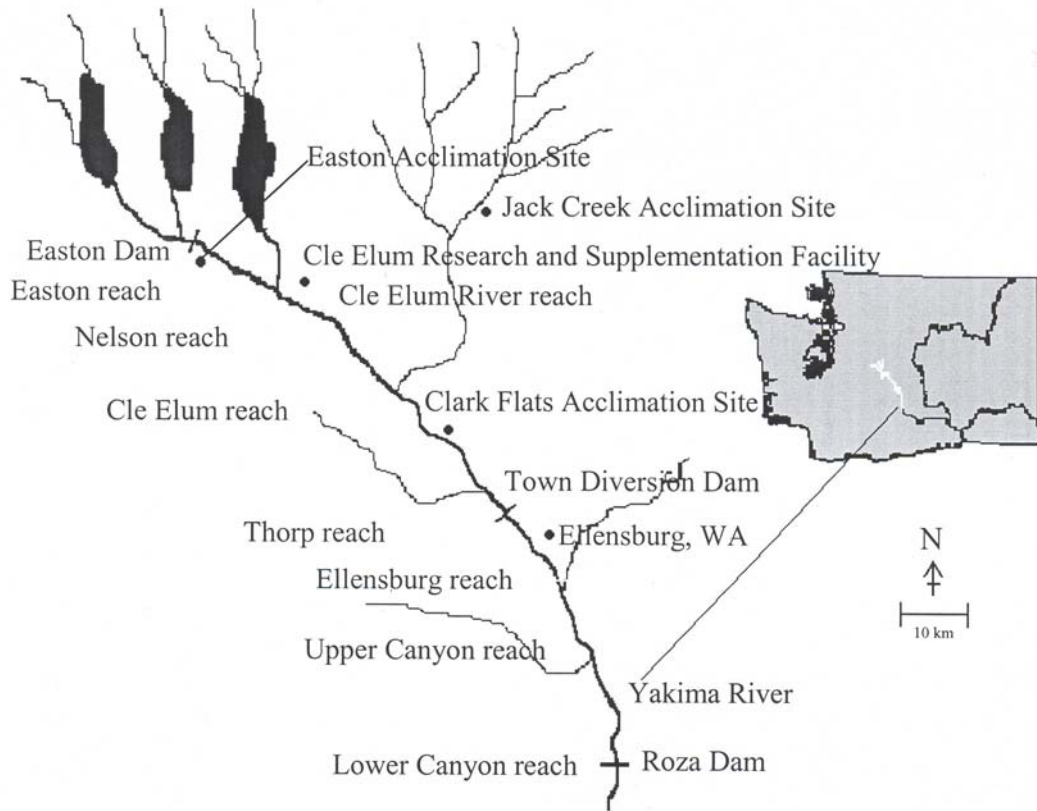 Easton Acclimation Site
Jack Creek Acclimation Site
Easton Dam
Cle Elum Research and Supplementation Facility
Easton reach
Cle Elum River reach
Nelson reach
Cle Elum reach
Clark Flats Acclimation Site
Town Diversion Dam
Thorp reach
Ellensburg, WA
N
Ellensburg reach
10 km
Upper Canyon reach
Yakima River
Lower Canyon reach
Roza Dam